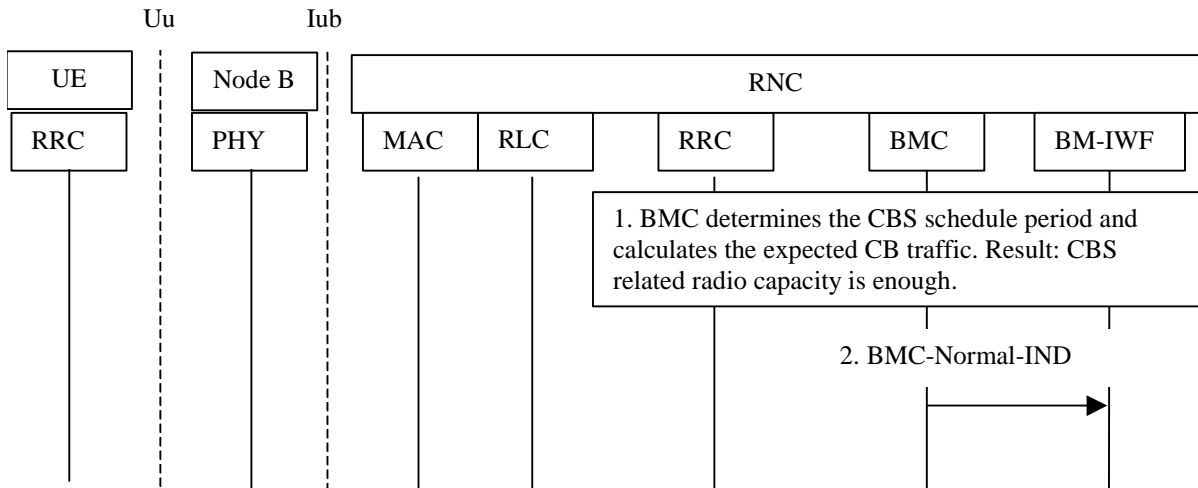 Uu
Iub
UE
Node B
RNC
RRC
PHY
MAC
RLC
RRC
BMC
BM-IWF
1. BMC determines the CBS schedule period and
calculates the expected CB traffic. Result: CBS
related radio capacity is enough.
2. BMC-Normal-IND